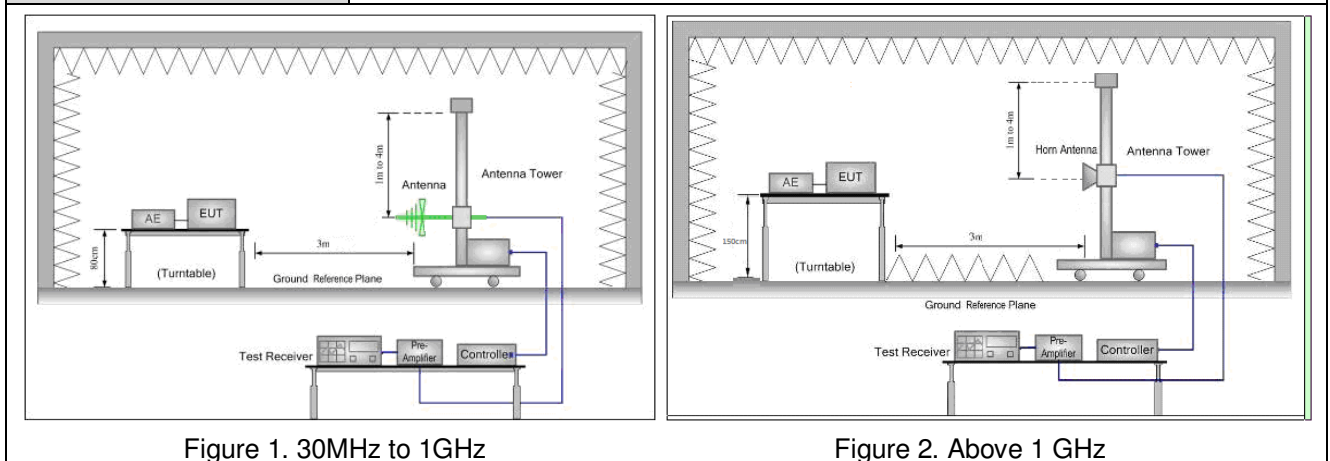 1m to 4m
Antenna
Antenna Tower
AE
EUT
80cm
3m
(Turntable)
Ground Reference Plane
Test Receiver
Pre-
Amplifier
Controller
Figure 1. 30MHz to 1GHz
1m to 4m
Horn Antenna
Antenna Tower
AE
EUT
150cm
3m
(Turntable)
Ground Reference Plane
Test Receiver
Pre-
Amplifier
Controller
Figure 2. Above 1 GHz